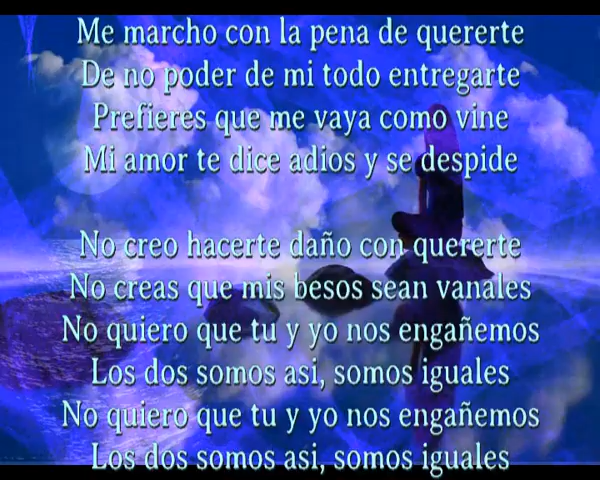 Me marcho con la pena de quererte
De no poder de mi todo entregarte
Prefieres que me vaya como vine
Mi amor te dice adios y se despide
No creo hacerte daño con quererte
No creas que mis besos sean vanales
No quiero que tu y yo nos engañemos
Los dos somos asi, somos iguales
No quiero que tu y yo nos engañemos
Los dos somos asi, somos iguales